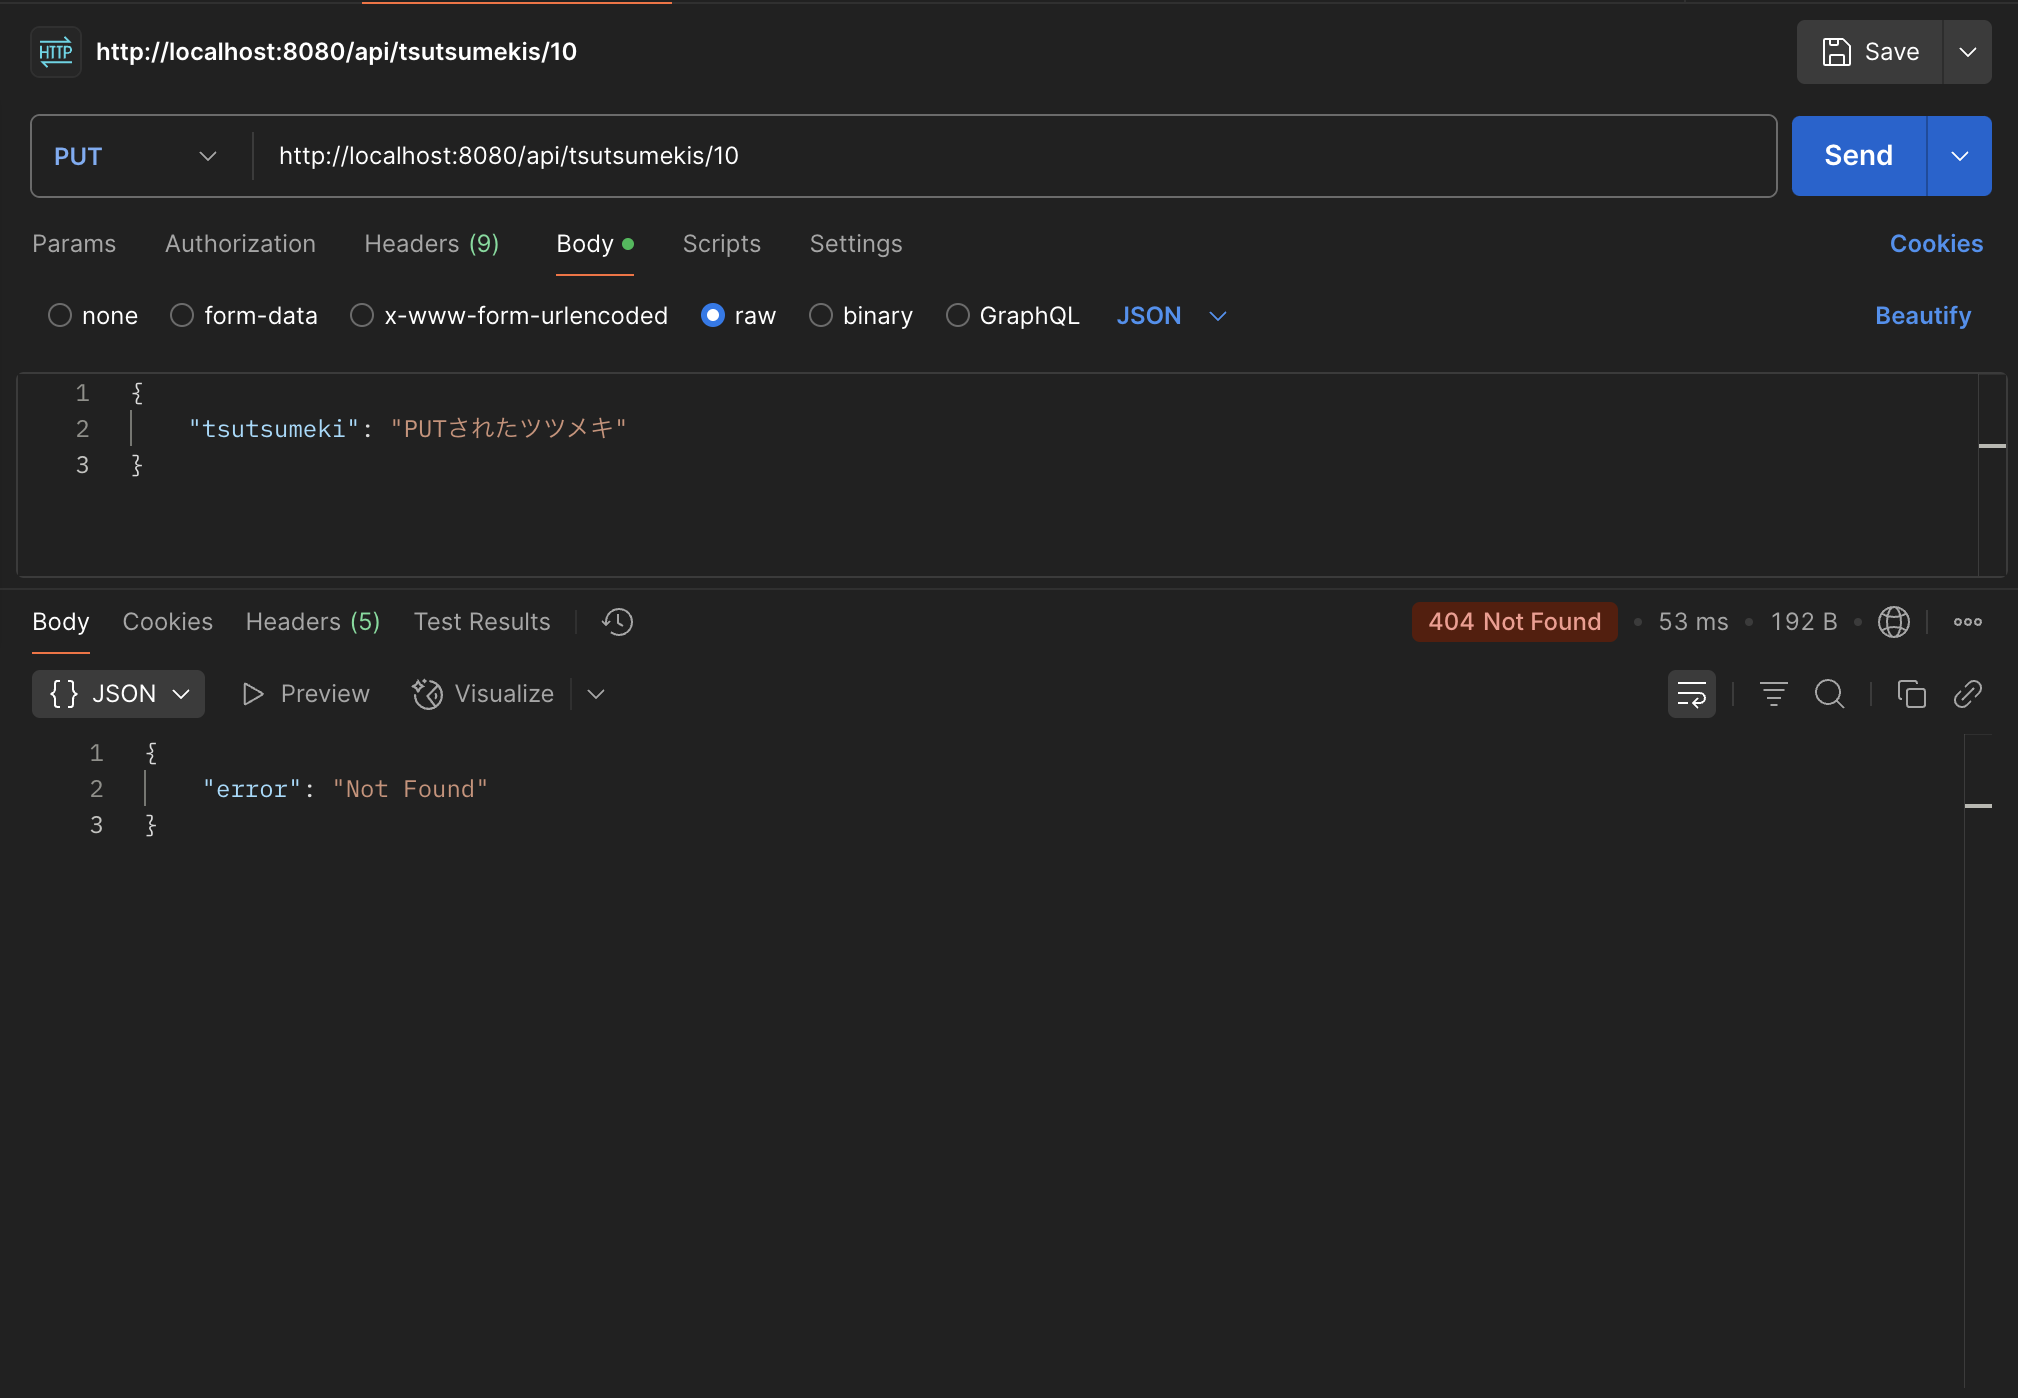 HTTP http://localhost:8080/api/tsutsumekis/10 Save
PUT http://localhost:8080/api/tsutsumekis/10 Send
Params Authorization Headers (9) Body Scripts Settings Cookies
none form-data x-www-form-urlencoded raw binary GraphQL JSON Beautify
1 {
2 "tsutsumeki": "PUTされたツツメキ"
3 }
Body Cookies Headers (5) Test Results 404 Not Found • 53 ms • 192 B •
{} JSON Preview Visualize
1 {
2 "error": "Not Found"
3 }